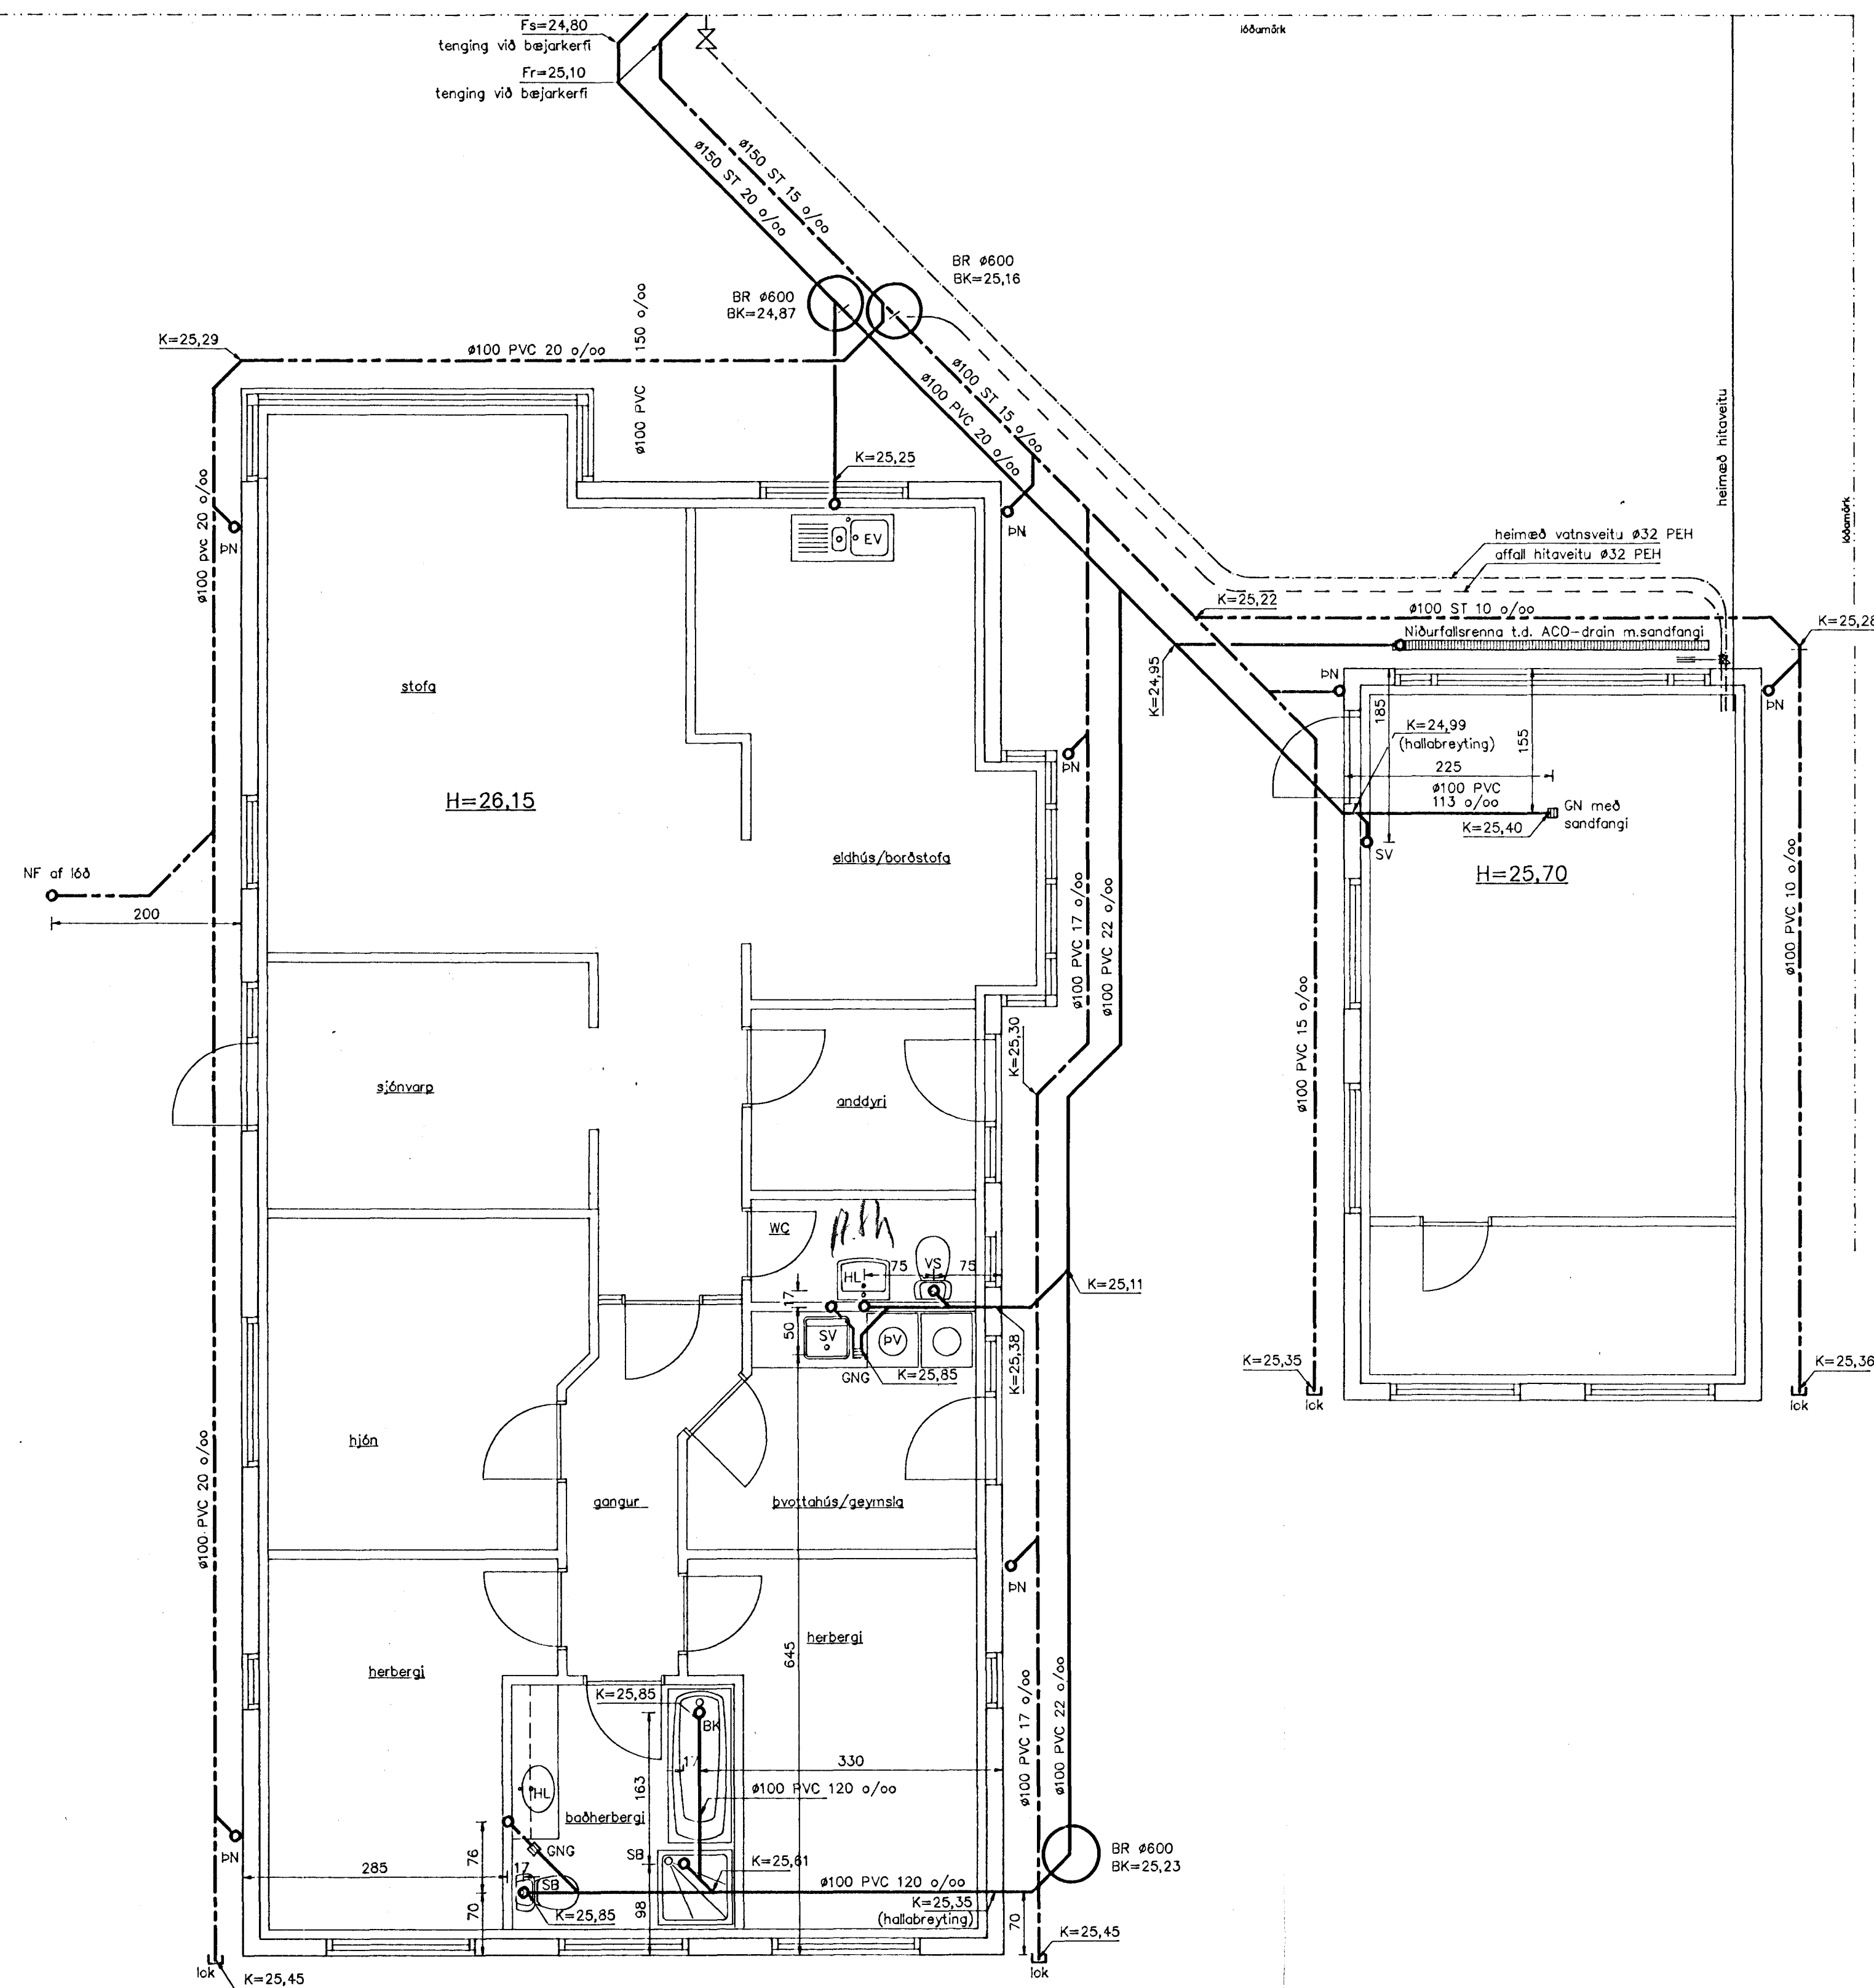 Fs=24,80
tenging við bæjarkerfi
Fr=25,10
tenging við bæjarkerfi
lóðamörk
ø150 ST 15 o/oo
ø150 ST 20 o/oo
BR ø600
BK=25,16
BR ø600
BK=24,87
K=25,29
ø100 PVC 20 o/oo
ø100 PVC 150 o/oo
ø100 ST 15 o/oo
ø100 PVC 20 o/oo
heimæð hitaveitu
K=25,25
ø100 pvc 20 o/oo
ÞN
ÞN
EV
lóðamörk
heimæð vatnsveitu ø32 PEH
affall hitaveitu ø32 PEH
K=25,22
ø100 ST 10 o/oo
K=25,28
Niðurfallsrenna t.d. ACO-drain m.sandfangi
K=24,95
stofa
ÞN
ÞN
185
K=24,99
(hallabreyting)
155
ÞN
225
ø100 PVC
113 o/oo
GN með
sandfangi
K=25,40
H=26,15
SV
eldhús/borðstofa
H=25,70
NF af lóð
200
ø100 PVC 17 o/oo
ø100 PVC 22 o/oo
ø100 PVC 10 o/oo
ø100 PVC 15 o/oo
K=25,30
sjónvarp
anddyri
WC
HL
75
VS
75
K=25,11
17
50
SV
ÞV
GNG
K=25,85
K=25,38
K=25,35
K=25,36
lok
lok
hjón
gangur
þvottahús/geymsla
ø100 PVC 20 o/oo
ÞN
herbergi
645
herbergi
ø100 PVC 17 o/oo
ø100 PVC 22 o/oo
K=25,85
BK
17
330
163
HL
ø100 PVC 120 o/oo
baðherbergi
ÞN
76
GNG
SB
K=25,61
BR ø600
BK=25,23
285
17
SB
ø100 PVC 120 o/oo
70
K=25,85
98
K=25,35
(hallabreyting)
70
K=25,45
lok
K=25,45
lok